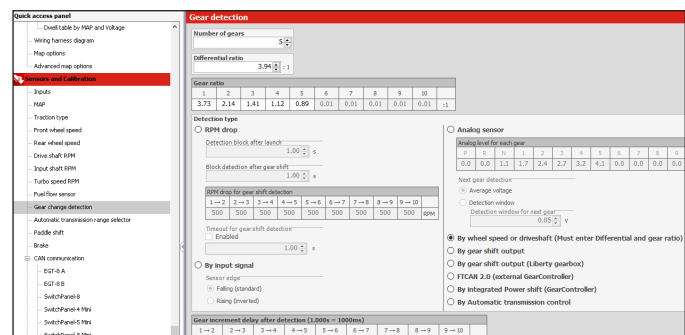 Quick access panel
Dwell table by MAP and Voltage
Wiring harness diagram
Map options
Advanced map options
Sensors and Calibration
Inputs
MAP
Traction type
Front wheel speed
Rear wheel speed
Drive shaft RPM
Input shaft RPM
Turbo speed RPM
Fuel flow sensor
Gear change detection
Automatic transmission range selector
Paddle shift
Brake
CAN communication
EGT-8 A
EGT-8 B
SwitchPanel-8
SwitchPanel-4 Mini
SwitchPanel-5 Mini
SwitchPanel-8 Mini
Gear detection
Number of gears
5
Differential ratio
3.94 : 1
Gear ratio
1 2 3 4 5 6 7 8 9 10
3.73 2.14 1.41 1.12 0.89 0.01 0.01 0.01 0.01 0.01 :1
Detection type
RPM drop
Detection block after launch
1.00 s
Block detection after gear shift
1.00 s
RPM drop for gear shift detection
1→2 2→3 3→4 4→5 5→6 6→7 7→8 8→9 9→10
500 500 500 500 500 500 500 500 500 RPM
Timeout for gear shift detection
Enabled
1.00 s
By input signal
Sensor edge
Falling (standard)
Rising (inverted)
Analog sensor
Analog level for each gear
P R N 1 2 3 4 5 6 7 8 9
0.0 0.0 1.1 1.7 2.4 2.7 3.2 4.1 0.0 0.0 0.0 0.0
Next gear detection
Average voltage
Detection window
Detection window for next gear
0.05 V
By wheel speed or driveshaft (Must enter Differential and gear ratio)
By gear shift output
By gear shift output (Liberty gearbox)
FTCAN 2.0 (external GearController)
By integrated Power shift (GearController)
By Automatic transmission control
Gear increment delay after detection (1.000s = 1000ms)
1→2 2→3 3→4 4→5 5→6 6→7 7→8 8→9 9→10